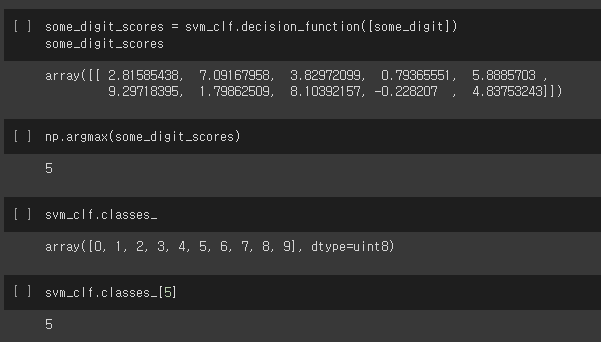 [ ] some_digit_scores = svm_clf.decision_function([some_digit])
some_digit_scores
array([[ 2.81585438,  7.09167958,  3.82972099,  0.79365551,  5.8885703 ,
9.29718395,  1.79862509,  8.10392157, -0.228207  ,  4.83753243]])
[ ] np.argmax(some_digit_scores)
5
[ ] svm_clf.classes_
array([0, 1, 2, 3, 4, 5, 6, 7, 8, 9], dtype=uint8)
[ ] svm_clf.classes_[5]
5